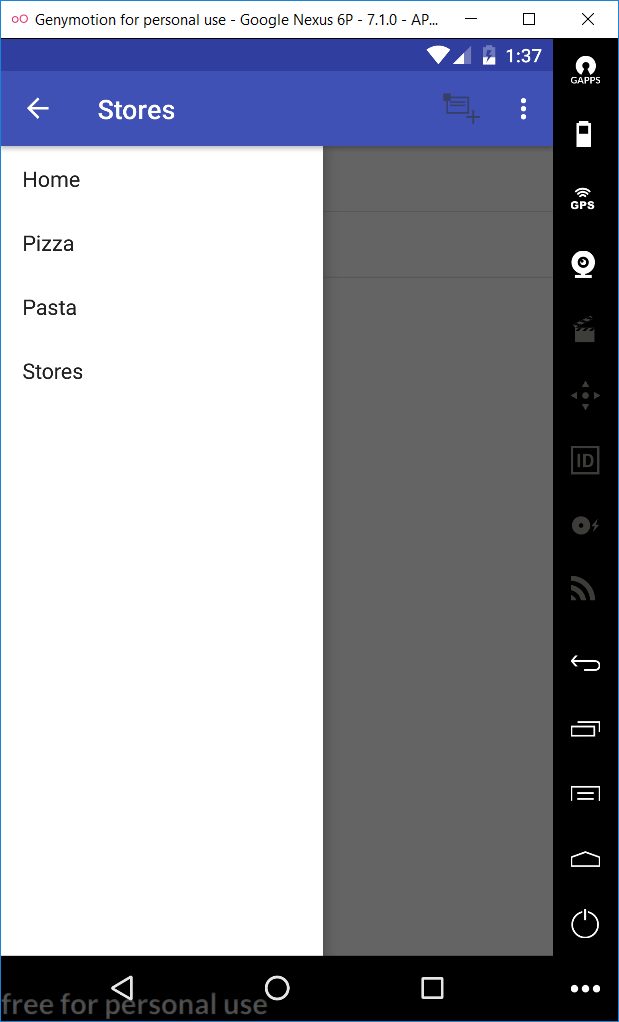 Genymotion for personal use - Google Nexus 6P - 7.1.0 - AP...
1:37
GAPPS
Stores
Home
GPS
Pizza
Pasta
Stores
ID
free for personal use